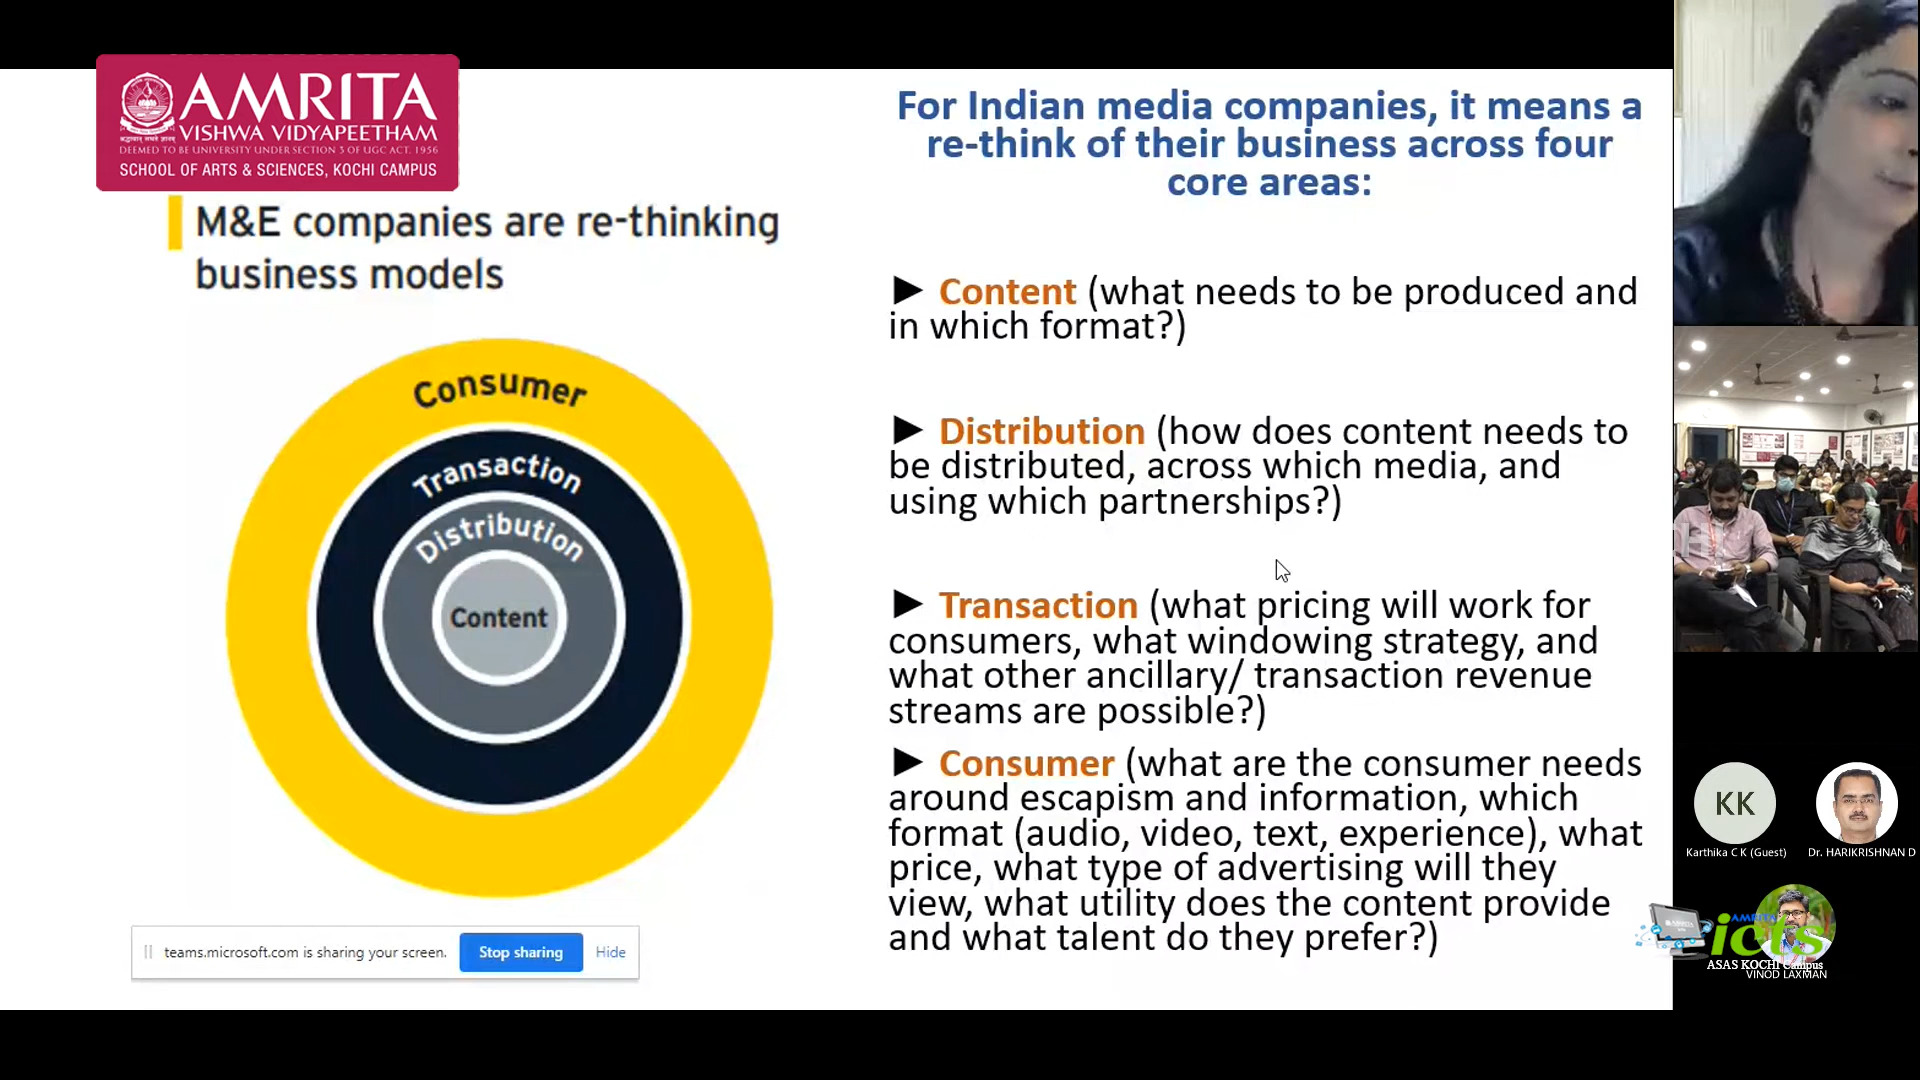 AMRITA
VISHWA VIDYAPEETHAM
DEEMED TO BE UNIVERSITY UNDER SECTION 3 OF UGC ACT. 1956
SCHOOL OF ARTS & SCIENCES, KOCHI CAMPUS
M&E companies are re-thinking
business models
Consumer
Transaction
Distribution
Content
teams.microsoft.com is sharing your screen.
Stop sharing
Hide
For Indian media companies, it means a
re-think of their business across four
core areas:
► Content (what needs to be produced and
in which format?)
► Distribution (how does content needs to
be distributed, across which media, and
using which partnerships?)
► Transaction (what pricing will work for
consumers, what windowing strategy, and
what other ancillary/ transaction revenue
streams are possible?)
► Consumer (what are the consumer needs
around escapism and information, which
format (audio, video, text, experience), what
price, what type of advertising will they
view, what utility does the content provide
and what talent do they prefer?)
H
KK
Karthika C K (Guest)
Dr. HARIKRISHNAN D
AMRITA
icts
ASAS KOCHI Campus
VINOD LAXMAN